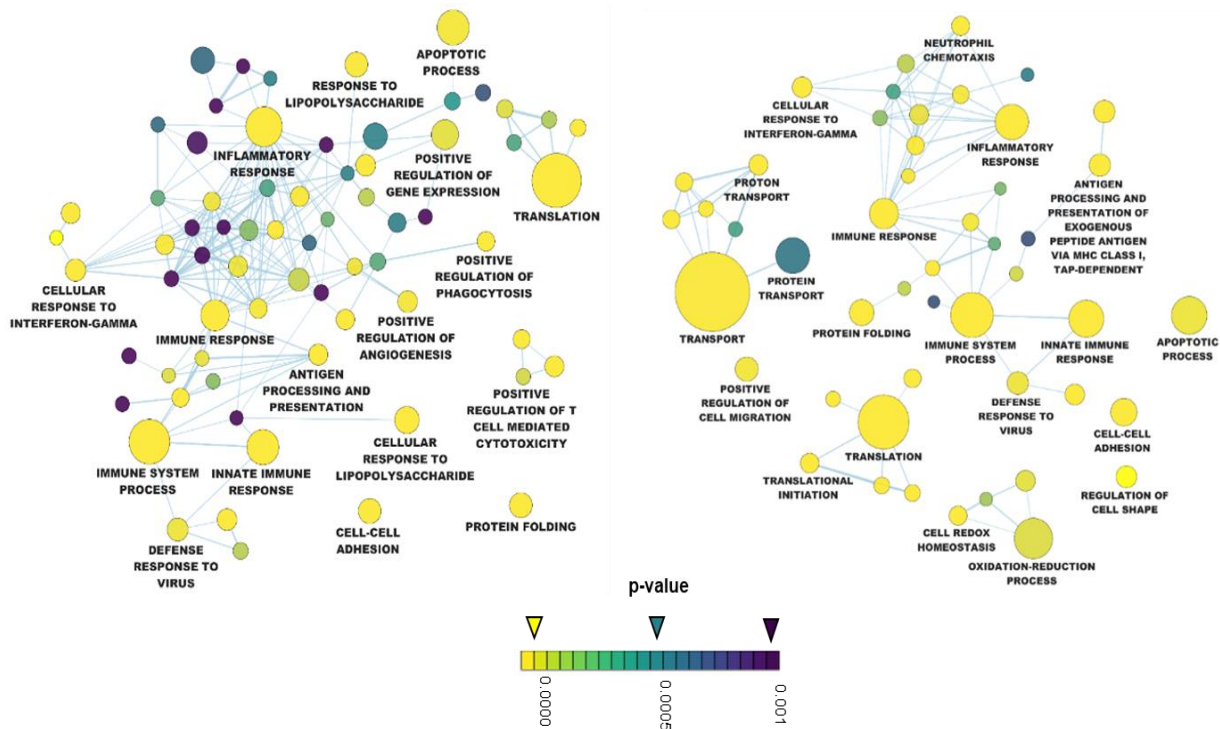 APOPTOTIC
PROCESS
RESPONSE TO
LIPOPOLYSACCHARIDE
INFLAMMATORY
RESPONSE
POSITIVE
REGULATION OF
GENE EXPRESSION
TRANSLATION
CELLULAR
RESPONSE TO
INTERFERON-GAMMA
POSITIVE
REGULATION OF
PHAGOCYTOSIS
IMMUNE RESPONSE
POSITIVE
REGULATION OF
ANGIOGENESIS
ANTIGEN
PROCESSING AND
PRESENTATION
POSITIVE
REGULATION OF T
CELL MEDIATED
CYTOTOXICITY
IMMUNE SYSTEM
PROCESS
INNATE IMMUNE
RESPONSE
CELLULAR
RESPONSE TO
LIPOPOLYSACCHARIDE
CELL-CELL
ADHESION
PROTEIN FOLDING
DEFENSE
RESPONSE TO
VIRUS
NEUTROPHIL
CHEMOTAXIS
CELLULAR
RESPONSE TO
INTERFERON-GAMMA
INFLAMMATORY
RESPONSE
PROTON
TRANSPORT
ANTIGEN
PROCESSING AND
PRESENTATION OF
EXOGENOUS
PEPTIDE ANTIGEN
VIA MHC CLASS I,
TAP-DEPENDENT
IMMUNE RESPONSE
PROTEIN
TRANSPORT
TRANSPORT
PROTEIN FOLDING
IMMUNE SYSTEM
PROCESS
INNATE IMMUNE
RESPONSE
APOPTOTIC
PROCESS
POSITIVE
REGULATION OF
CELL MIGRATION
DEFENSE
RESPONSE TO
VIRUS
CELL-CELL
ADHESION
TRANSLATION
TRANSLATIONAL
INITIATION
REGULATION OF
CELL SHAPE
CELL REDOX
HOMEOSTASIS
OXIDATION-REDUCTION
PROCESS
p-value
0.0000
0.0005
0.001